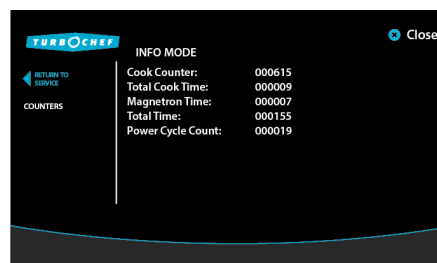 TURBOCHEF
Close
INFO MODE
RETURN TO
SERVICE
COUNTERS
Cook Counter: 000615
Total Cook Time: 000009
Magnetron Time: 000007
Total Time: 000155
Power Cycle Count: 000019